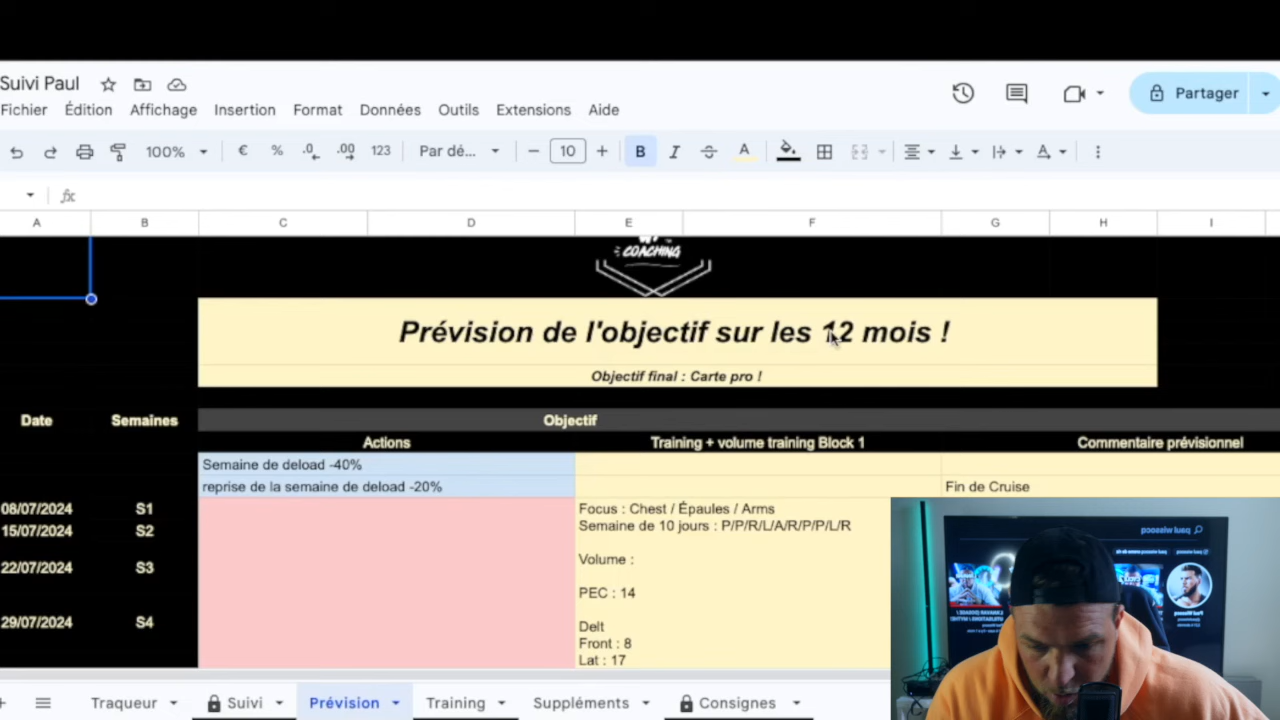 Suivi Paul
Fichier Édition Affichage Insertion Format Données Outils Extensions Aide
Partager
100% € % .0 .00 123 Par dé... 10 B I S A
fx
A B C D E F G H I
COACHING
Prévision de l'objectif sur les 12 mois !
Objectif final : Carte pro !
Date Semaines Objectif
Actions Training + volume training Block 1 Commentaire prévisionnel
Semaine de deload -40%
reprise de la semaine de deload -20% Fin de Cruise
08/07/2024 S1 Focus : Chest / Épaules / Arms
15/07/2024 S2 Semaine de 10 jours : P/P/R/L/A/R/P/P/L/R
Volume :
22/07/2024 S3
PEC : 14
29/07/2024 S4 Delt
Front : 8
Lat : 17
Traqueur Suivi Prévision Training Suppléments Consignes